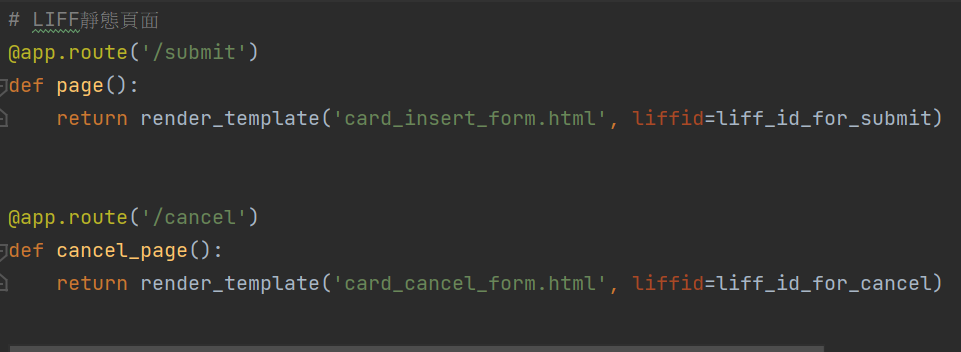 # LIFF靜態頁面
@app.route('/submit')
def page():
    return render_template('card_insert_form.html', liffid=liff_id_for_submit)
@app.route('/cancel')
def cancel_page():
    return render_template('card_cancel_form.html', liffid=liff_id_for_cancel)